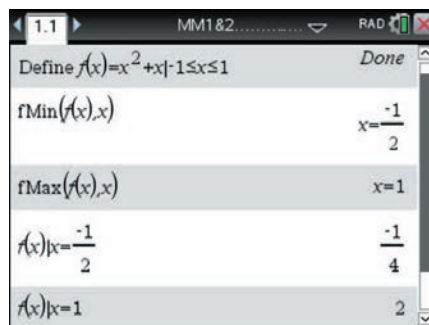 1.1 MM1&2............. RAD
Define f(x)=x²+x|-1≤x≤1 Done
fMin(f(x),x) x=-1/2
fMax(f(x),x) x=1
f(x)|x=-1/2 -1/4
f(x)|x=1 2